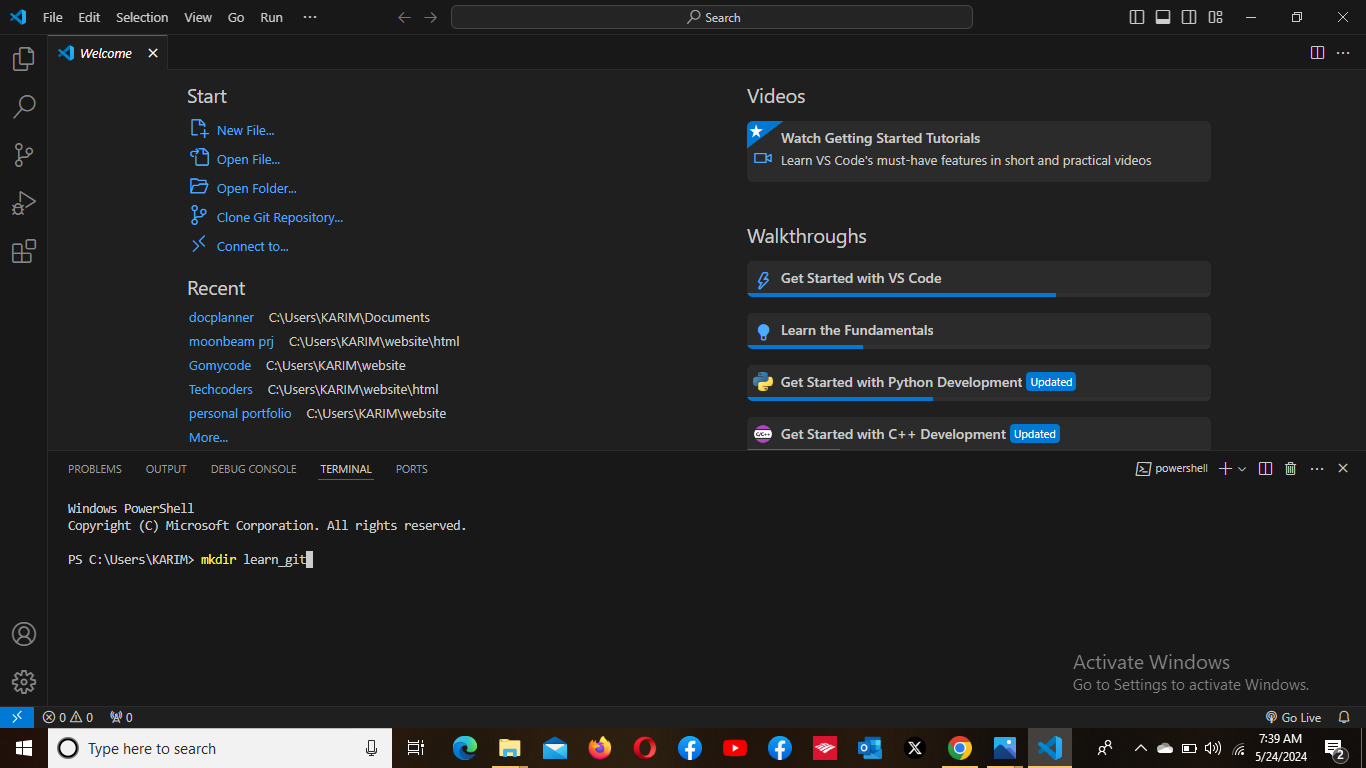 File Edit Selection View Go Run ···
Search
Welcome
Start
New File...
Open File...
Open Folder...
Clone Git Repository...
Connect to...
Recent
docplanner C:\Users\KARIM\Documents
moonbeam prj C:\Users\KARIM\website\html
Gomycode C:\Users\KARIM\website
Techcoders C:\Users\KARIM\website\html
personal portfolio C:\Users\KARIM\website
More...
Videos
Watch Getting Started Tutorials
Learn VS Code's must-have features in short and practical videos
Walkthroughs
Get Started with VS Code
Learn the Fundamentals
Get Started with Python Development Updated
C/C++ Get Started with C++ Development Updated
PROBLEMS OUTPUT DEBUG CONSOLE TERMINAL PORTS
powershell
Windows PowerShell
Copyright (C) Microsoft Corporation. All rights reserved.
PS C:\Users\KARIM> mkdir learn_git
Activate Windows
Go to Settings to activate Windows.
0 0 0
Go Live
Type here to search
7:39 AM
5/24/2024
2